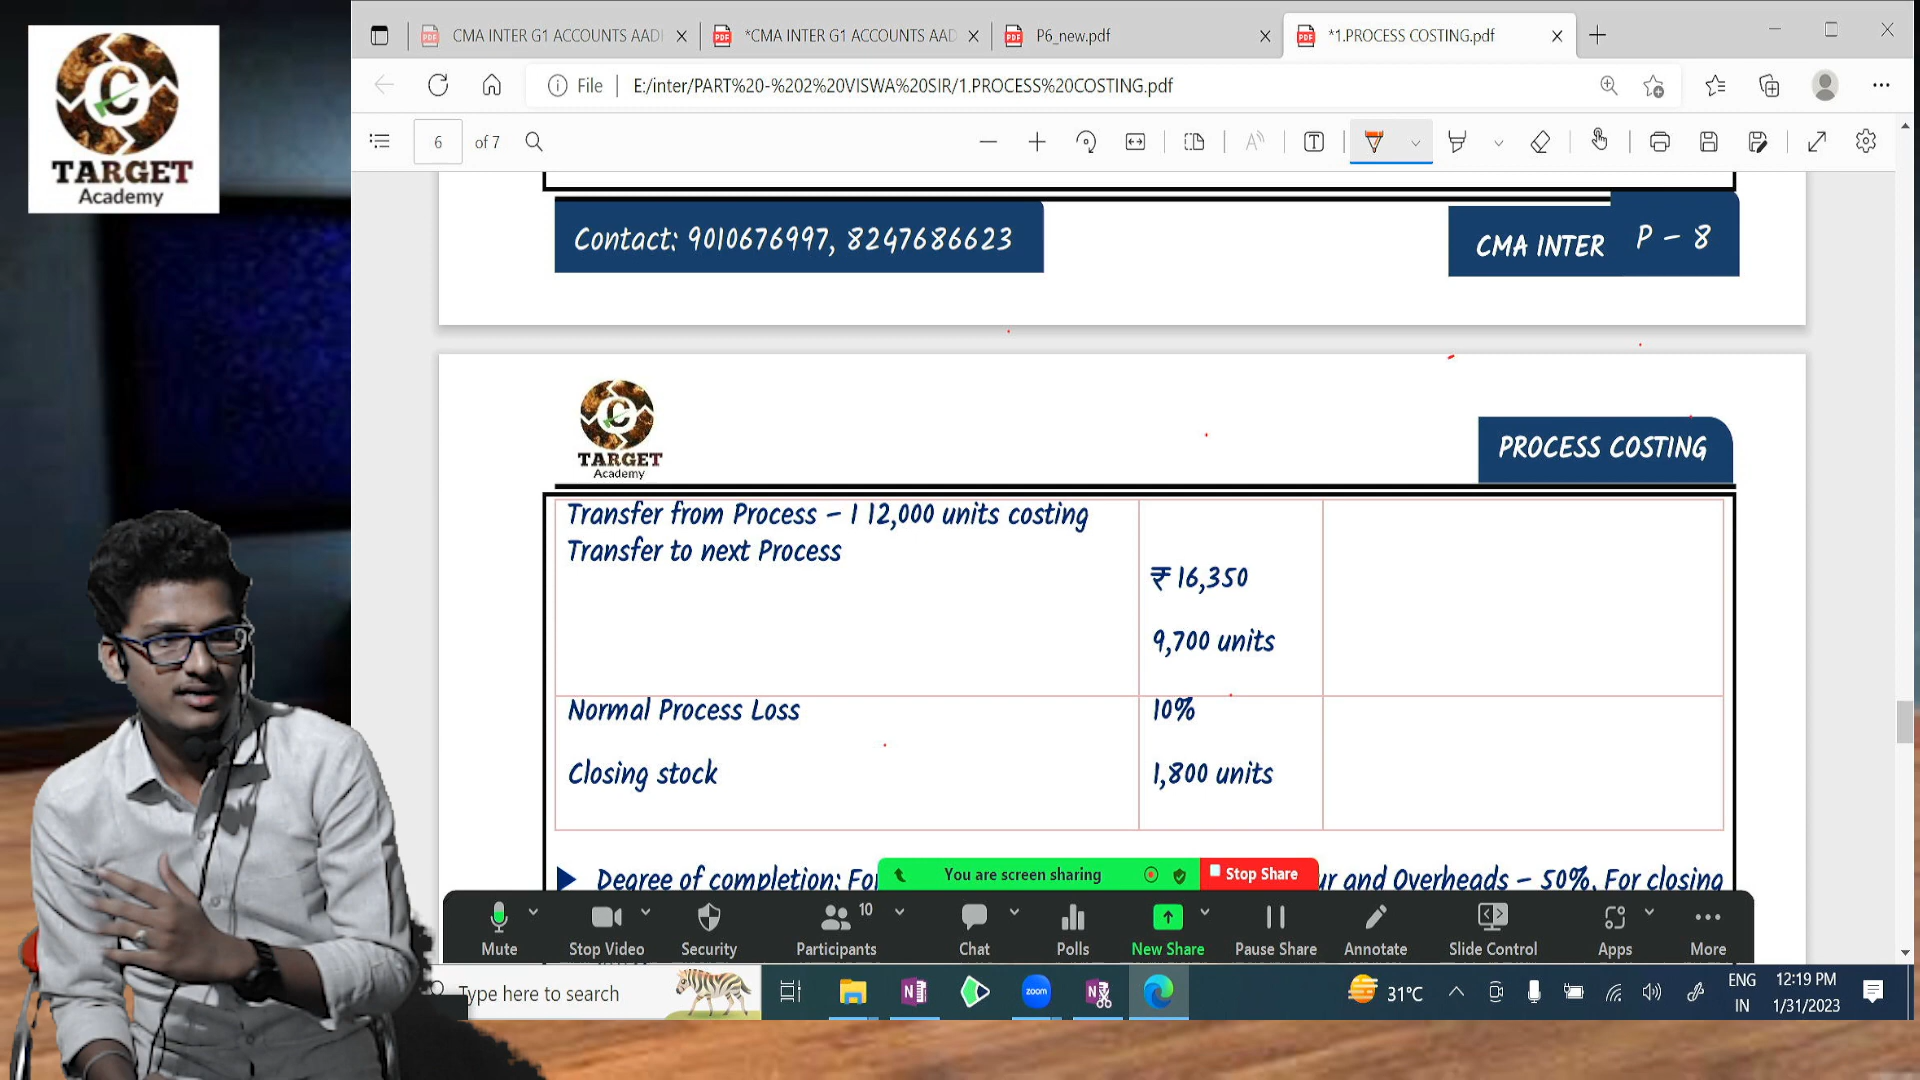 TARGET
Academy
CMA INTER G1 ACCOUNTS AADI
*CMA INTER G1 ACCOUNTS AAD
P6_new.pdf
*1.PROCESS COSTING.pdf
File
E:/inter/PART%20-%202%20VISWA%20SIR/1.PROCESS%20COSTING.pdf
6 of 7
Contact: 9010676997, 8247686623
CMA INTER P - 8
TARGET
Academy
PROCESS COSTING
Transfer from Process - I 12,000 units costing
Transfer to next Process
₹ 16,350
9,700 units
Normal Process Loss 10%
Closing stock 1,800 units
Degree of completion: For
and Overheads - 50%. For closing
You are screen sharing
Stop Share
Mute
Stop Video
Security
Participants 10
Chat
Polls
New Share
Pause Share
Annotate
Slide Control
Apps
More
Type here to search
zoom
31°C
ENG
IN
12:19 PM
1/31/2023